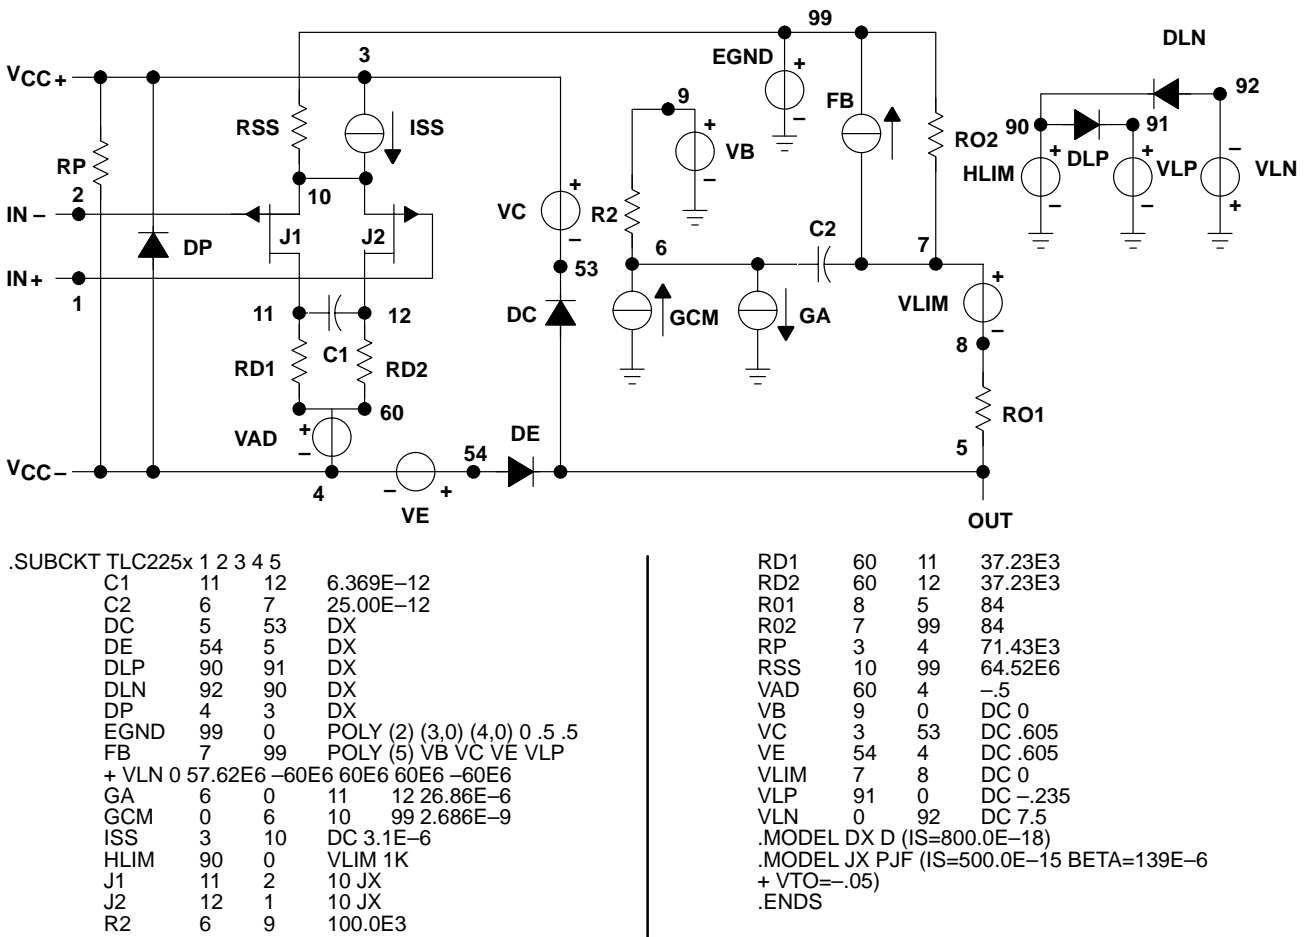 99
DLN
EGND
+
3
VCC+
9
FB
92
RSS
ISS
+
VB
–
RO2
90
91
–
RP
HLIM
+
DLP
+
VLP
VLN
–
–
+
10
2
IN –
VC
+
–
R2
C2
J1
J2
DP
6
7
53
IN+
1
+
VLIM
–
11
12
DC
GCM
GA
8
C1
RD1
RD2
60
RO1
VAD
+
–
DE
54
5
VCC–
4
–
+
VE
OUT
.SUBCKT TLC225x 1 2 3 4 5
C1 11 12 6.369E–12
C2 6 7 25.00E–12
DC 5 53 DX
DE 54 5 DX
DLP 90 91 DX
DLN 92 90 DX
DP 4 3 DX
EGND 99 0 POLY (2) (3,0) (4,0) 0 .5 .5
FB 7 99 POLY (5) VB VC VE VLP
+ VLN 0 57.62E6 –60E6 60E6 60E6 –60E6
GA 6 0 11 12 26.86E–6
GCM 0 6 10 99 2.686E–9
ISS 3 10 DC 3.1E–6
HLIM 90 0 VLIM 1K
J1 11 2 10 JX
J2 12 1 10 JX
R2 6 9 100.0E3
RD1 60 11 37.23E3
RD2 60 12 37.23E3
R01 8 5 84
R02 7 99 84
RP 3 4 71.43E3
RSS 10 99 64.52E6
VAD 60 4 –.5
VB 9 0 DC 0
VC 3 53 DC .605
VE 54 4 DC .605
VLIM 7 8 DC 0
VLP 91 0 DC –.235
VLN 0 92 DC 7.5
.MODEL DX D (IS=800.0E–18)
.MODEL JX PJF (IS=500.0E–15 BETA=139E–6
+ VTO=–.05)
.ENDS